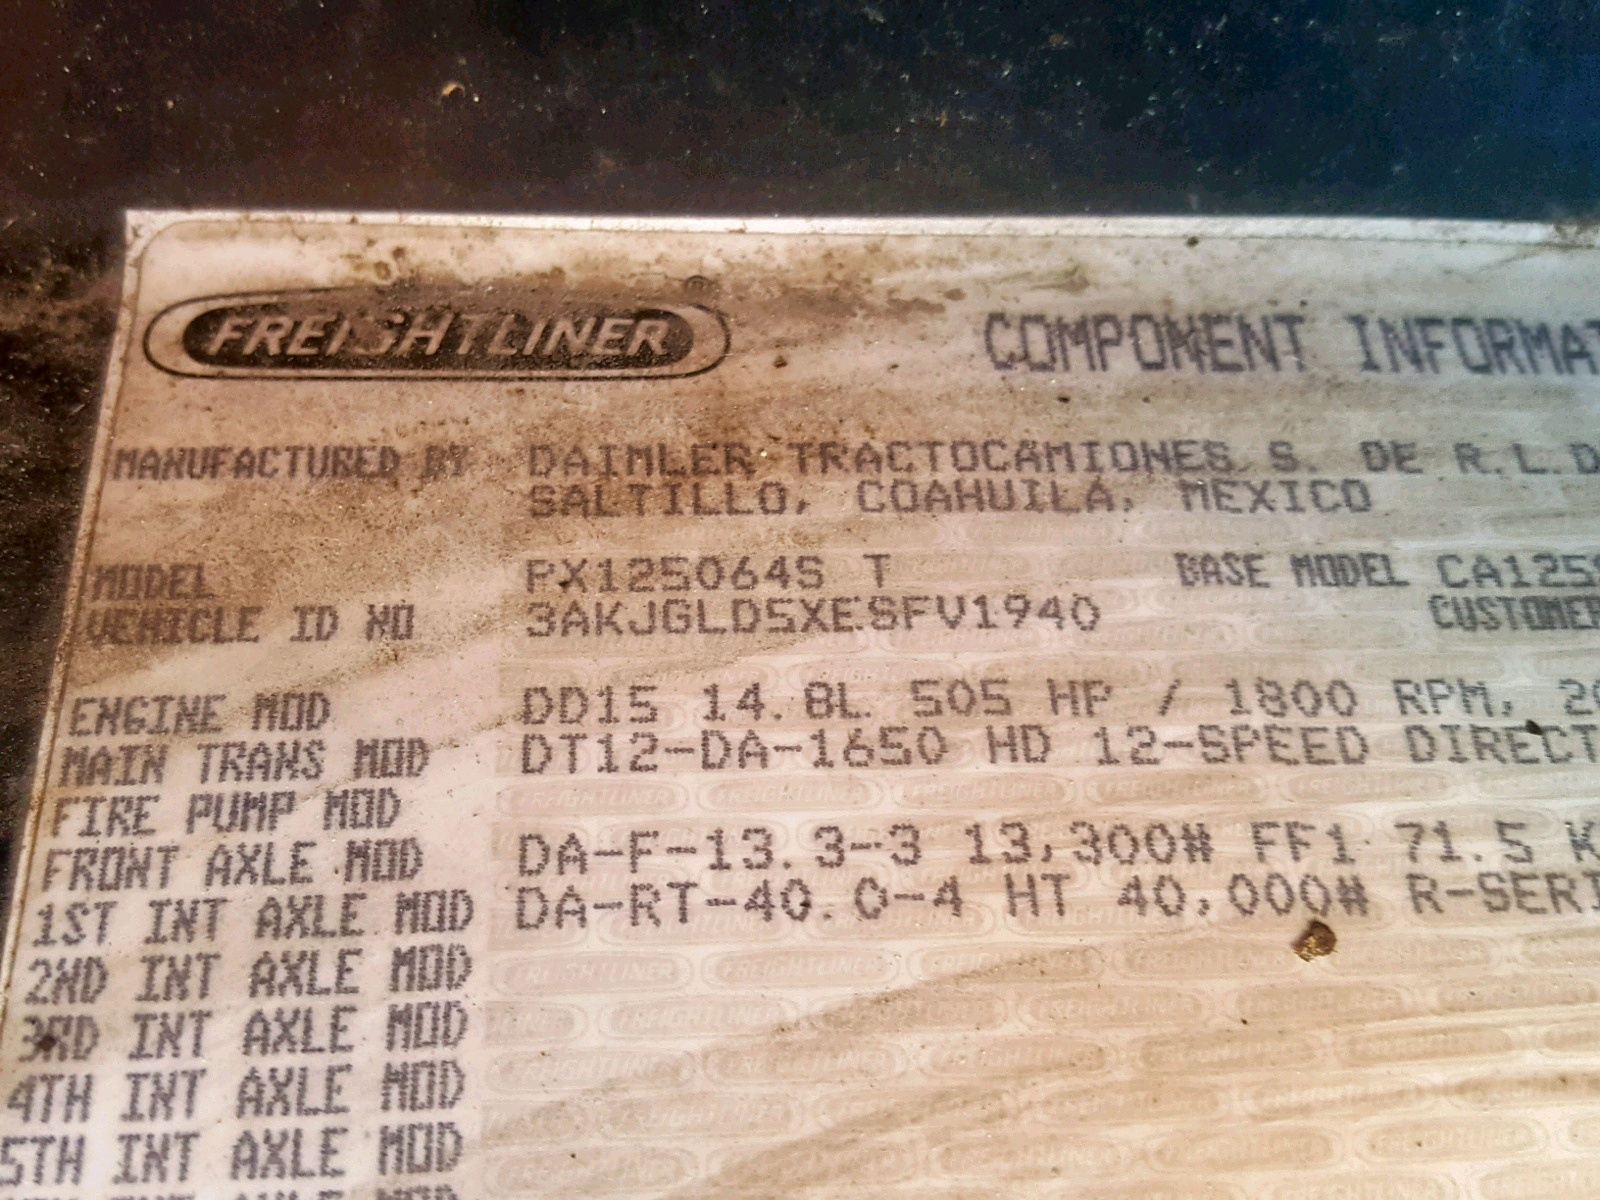 FREIGHTLINER ®
COMPONENT INFORMAT
MANUFACTURED BY DAIMLER TRACTOCAMIONES S. DE R.L.D
SALTILLO, COAHUILA, MEXICO
MODEL PX125064S T BASE MODEL CA125S
VEHICLE ID NO 3AKJGLD5XESFV1940 CUSTOMER
ENGINE MOD DD15 14.8L 505 HP / 1800 RPM, 20
MAIN TRANS MOD DT12-DA-1650 HD 12-SPEED DIRECT
FIRE PUMP MOD
FRONT AXLE MOD DA-F-13.3-3 13,300# FF1 71.5 K
1ST INT AXLE MOD DA-RT-40.0-4 HT 40,000# R-SERI
2ND INT AXLE MOD
3RD INT AXLE MOD
4TH INT AXLE MOD
5TH INT AXLE MOD